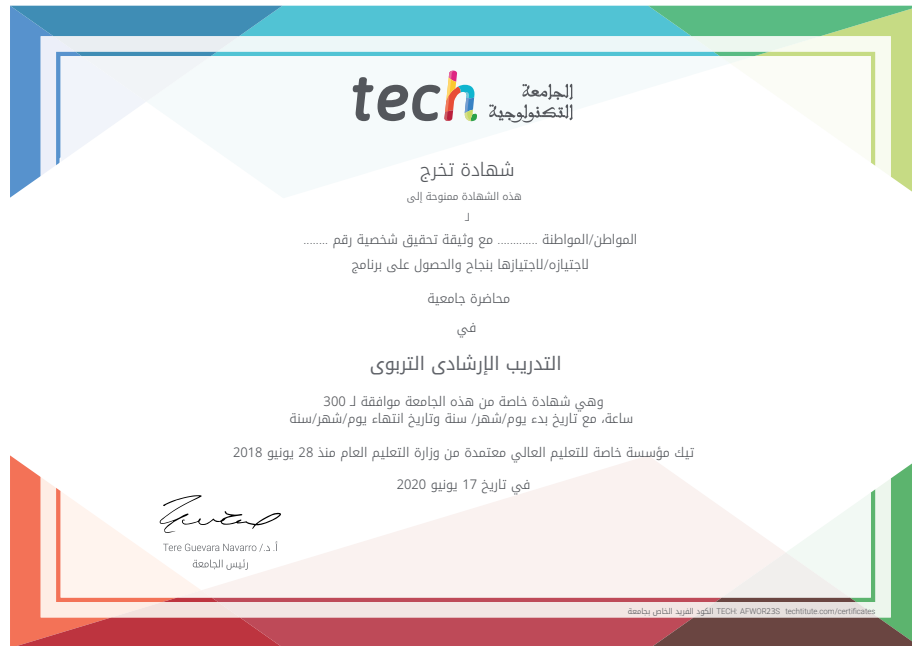 tech الجامعة
التكنولوجية
شهادة تخرج
هذه الشهادة ممنوحة إلى
لـ
المواطن/المواطنة ............ مع وثيقة تحقيق شخصية رقم ........
لاجتيازه/لاجتيازها بنجاح والحصول على برنامج
محاضرة جامعية
في
التدريب الإرشادى التربوى
وهي شهادة خاصة من هذه الجامعة موافقة لـ 300
ساعة، مع تاريخ بدء يوم/شهر/ سنة وتاريخ انتهاء يوم/شهر/سنة
تيك مؤسسة خاصة للتعليم العالي معتمدة من وزارة التعليم العام منذ 28 يونيو 2018
في تاريخ 17 يونيو 2020
أ.د./ Tere Guevara Navarro
رئيس الجامعة
الكود الفريد الخاص بجامعة TECH: AFWOR23S techtitute.com/certificates